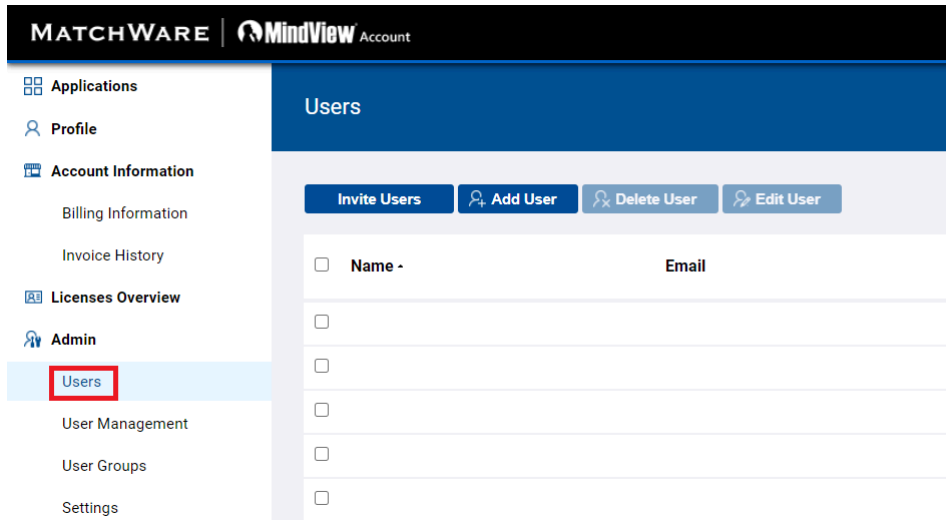 MATCHWARE MindView Account
Applications
Profile
Account Information
Billing Information
Invoice History
Licenses Overview
Admin
Users
User Management
User Groups
Settings
Users
Invite Users Add User Delete User Edit User
Name Email